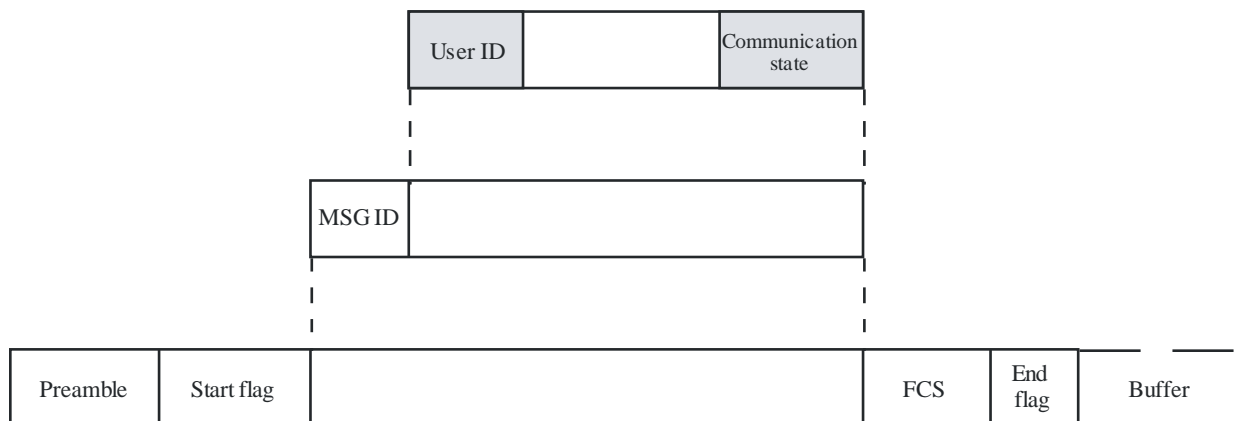 User ID
Communication
state
MSG ID
Preamble
Start flag
FCS
End
flag
Buffer